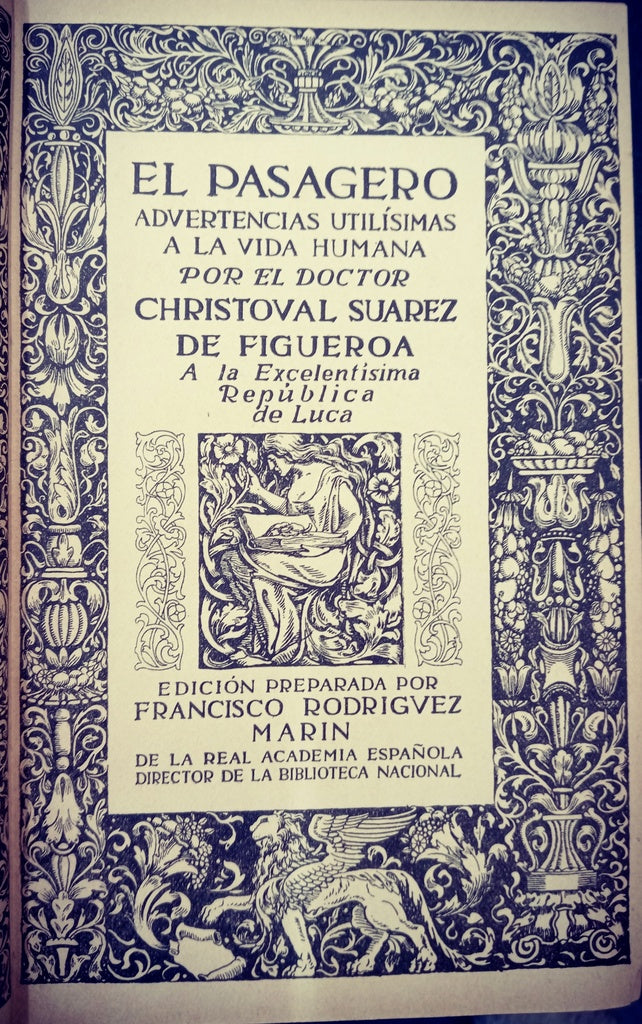 EL PASAGERO
ADVERTENCIAS UTILÍSIMAS
A LA VIDA HUMANA
POR EL DOCTOR
CHRISTOVAL SUAREZ
DE FIGUEROA
A la Excelentisima
República
de Luca
EDICIÓN PREPARADA POR
FRANCISCO RODRIGVEZ
MARIN
DE LA REAL ACADEMIA ESPAÑOLA
DIRECTOR DE LA BIBLIOTECA NACIONAL